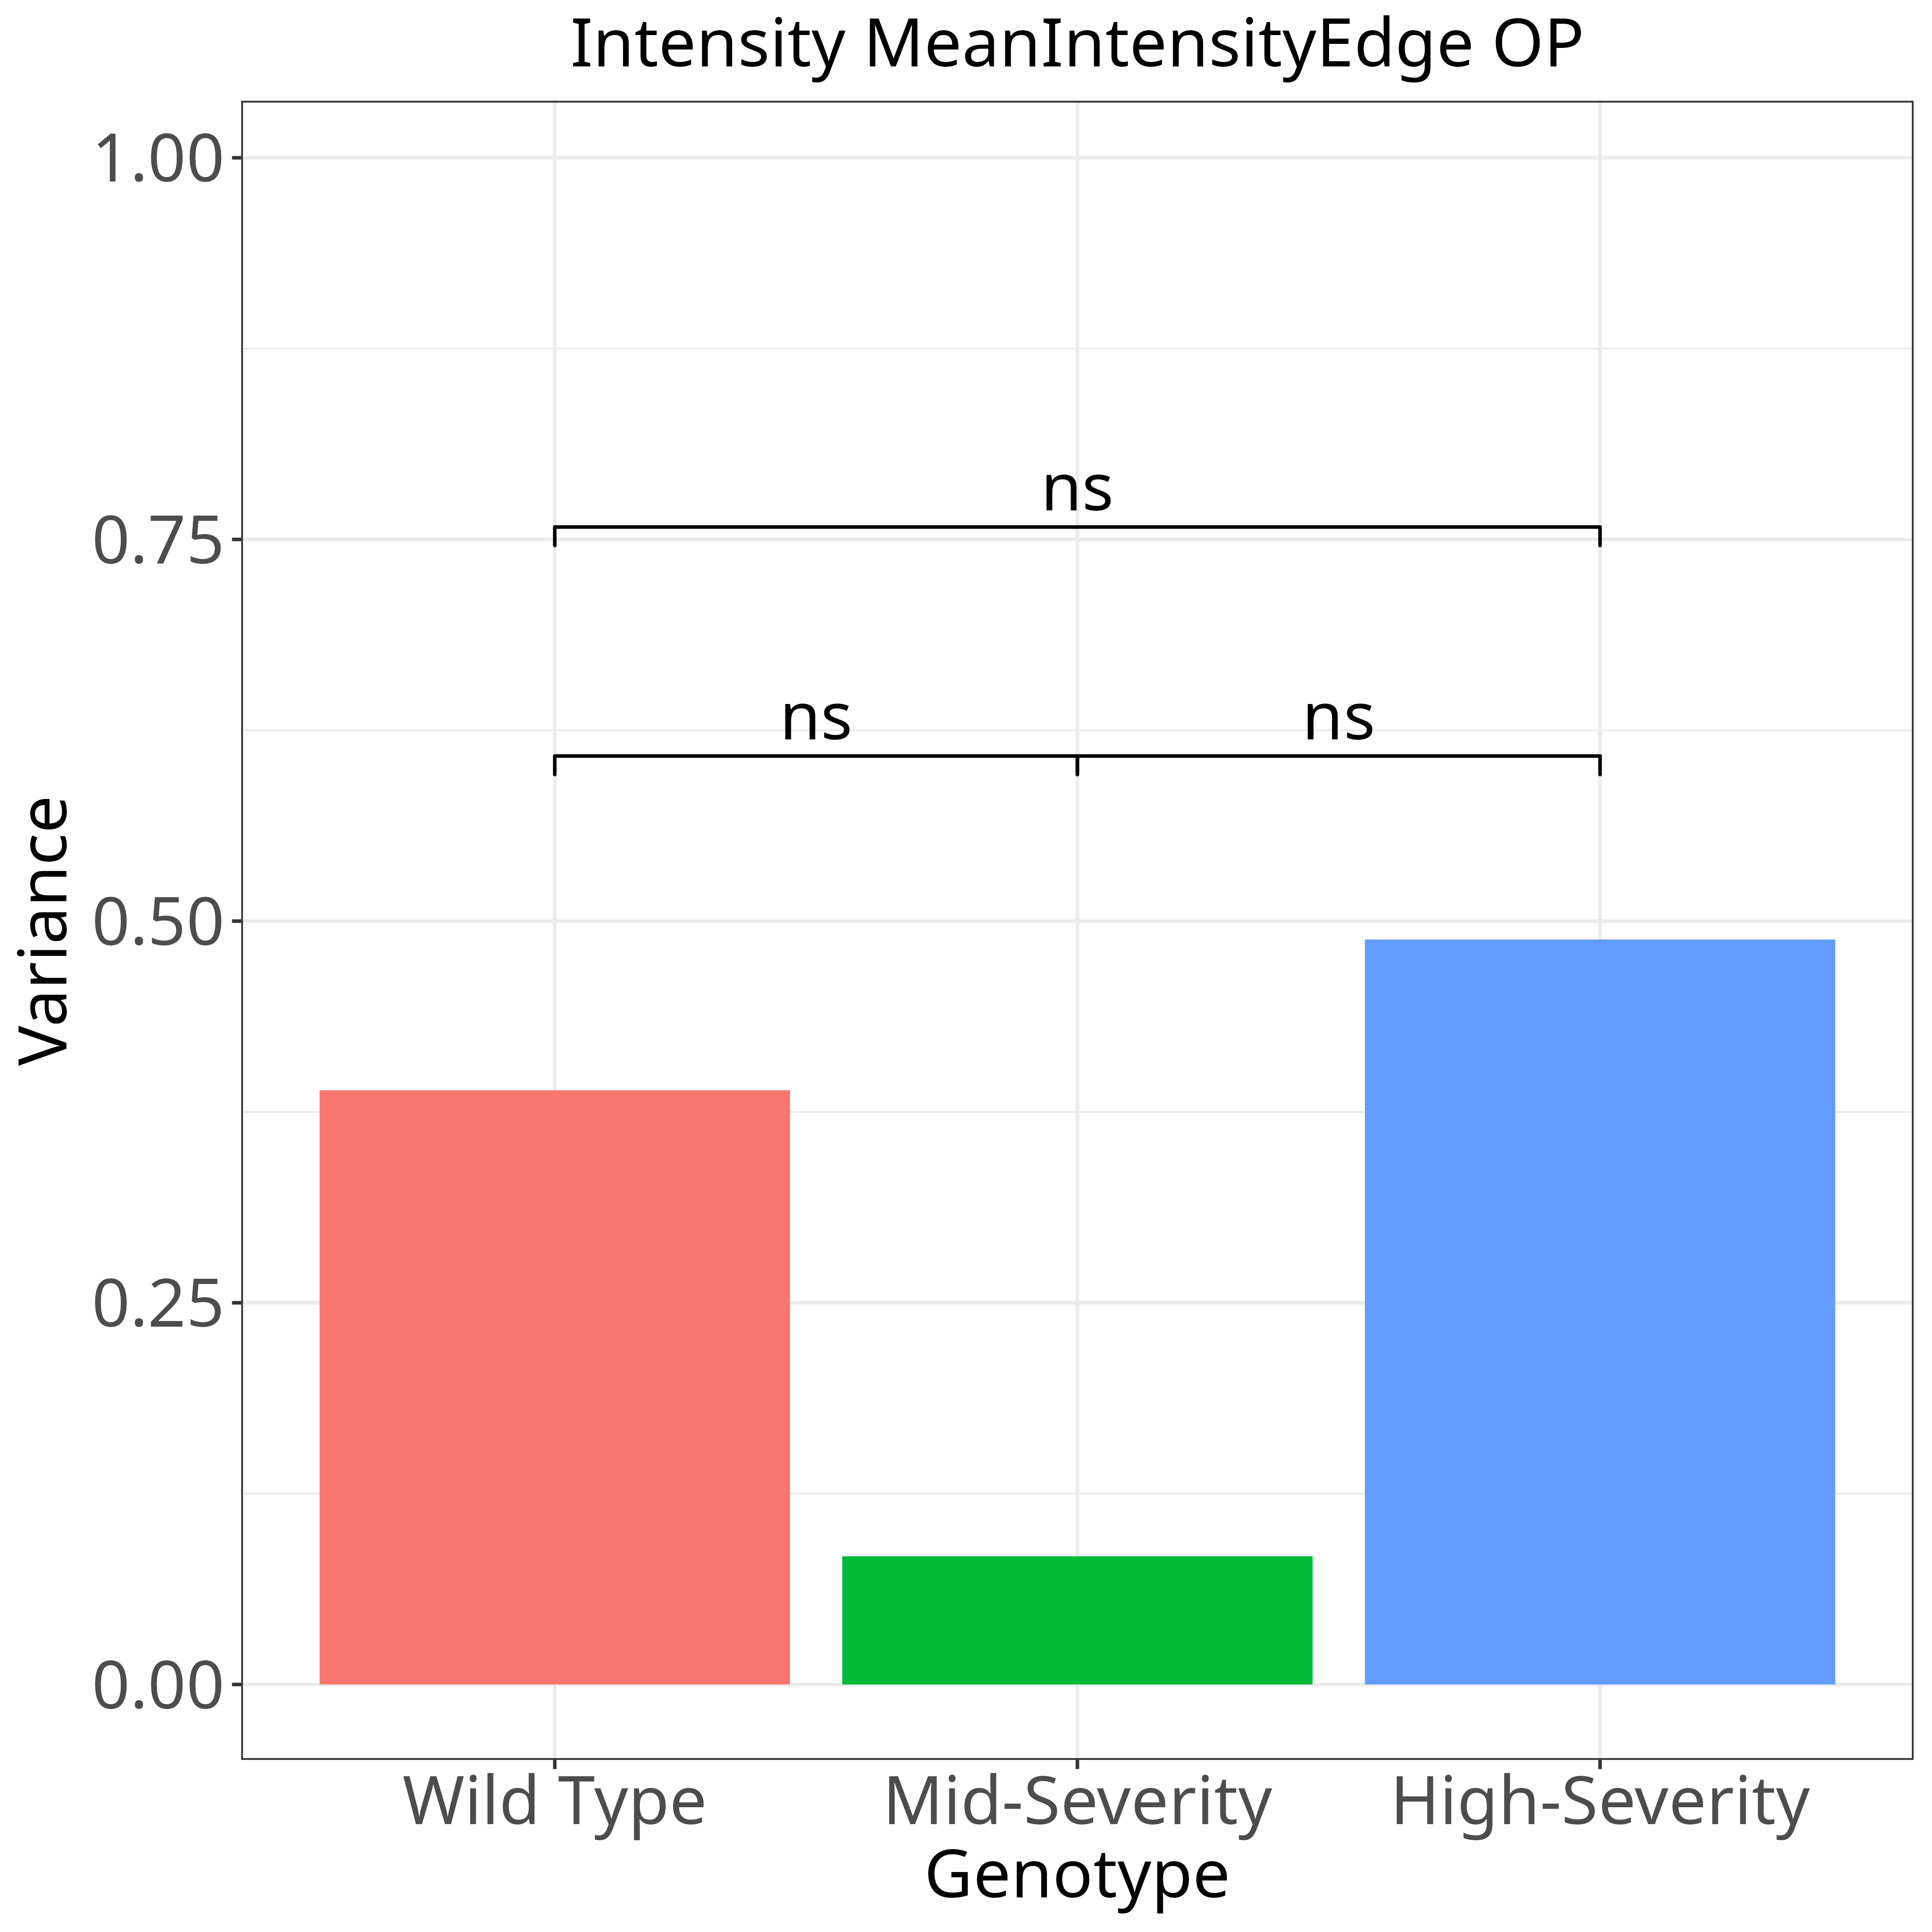 Intensity MeanIntensityEdge OP
1.00
0.75
0.50
0.25
0.00
Variance
ns
ns ns
Wild Type Mid-Severity High-Severity
Genotype